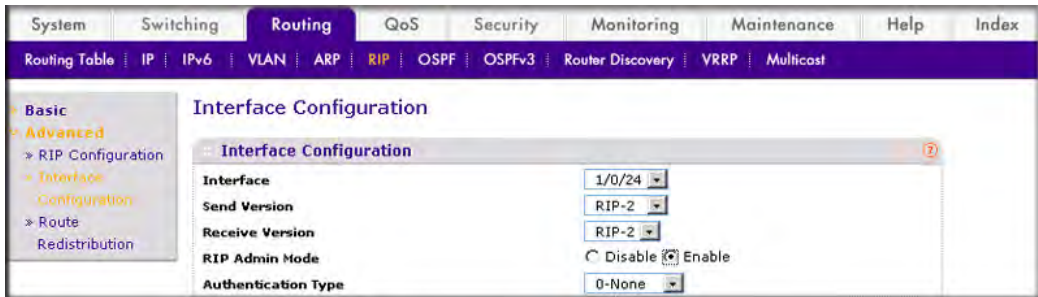 System Switching Routing QoS Security Monitoring Maintenance Help Index
Routing Table IP IPv6 VLAN ARP RIP OSPF OSPFv3 Router Discovery VRRP Multicast
Basic
Advanced
» RIP Configuration
» Interface
Configuration
» Route
Redistribution
Interface Configuration
Interface Configuration
Interface 1/0/24
Send Version RIP-2
Receive Version RIP-2
RIP Admin Mode Disable Enable
Authentication Type 0-None